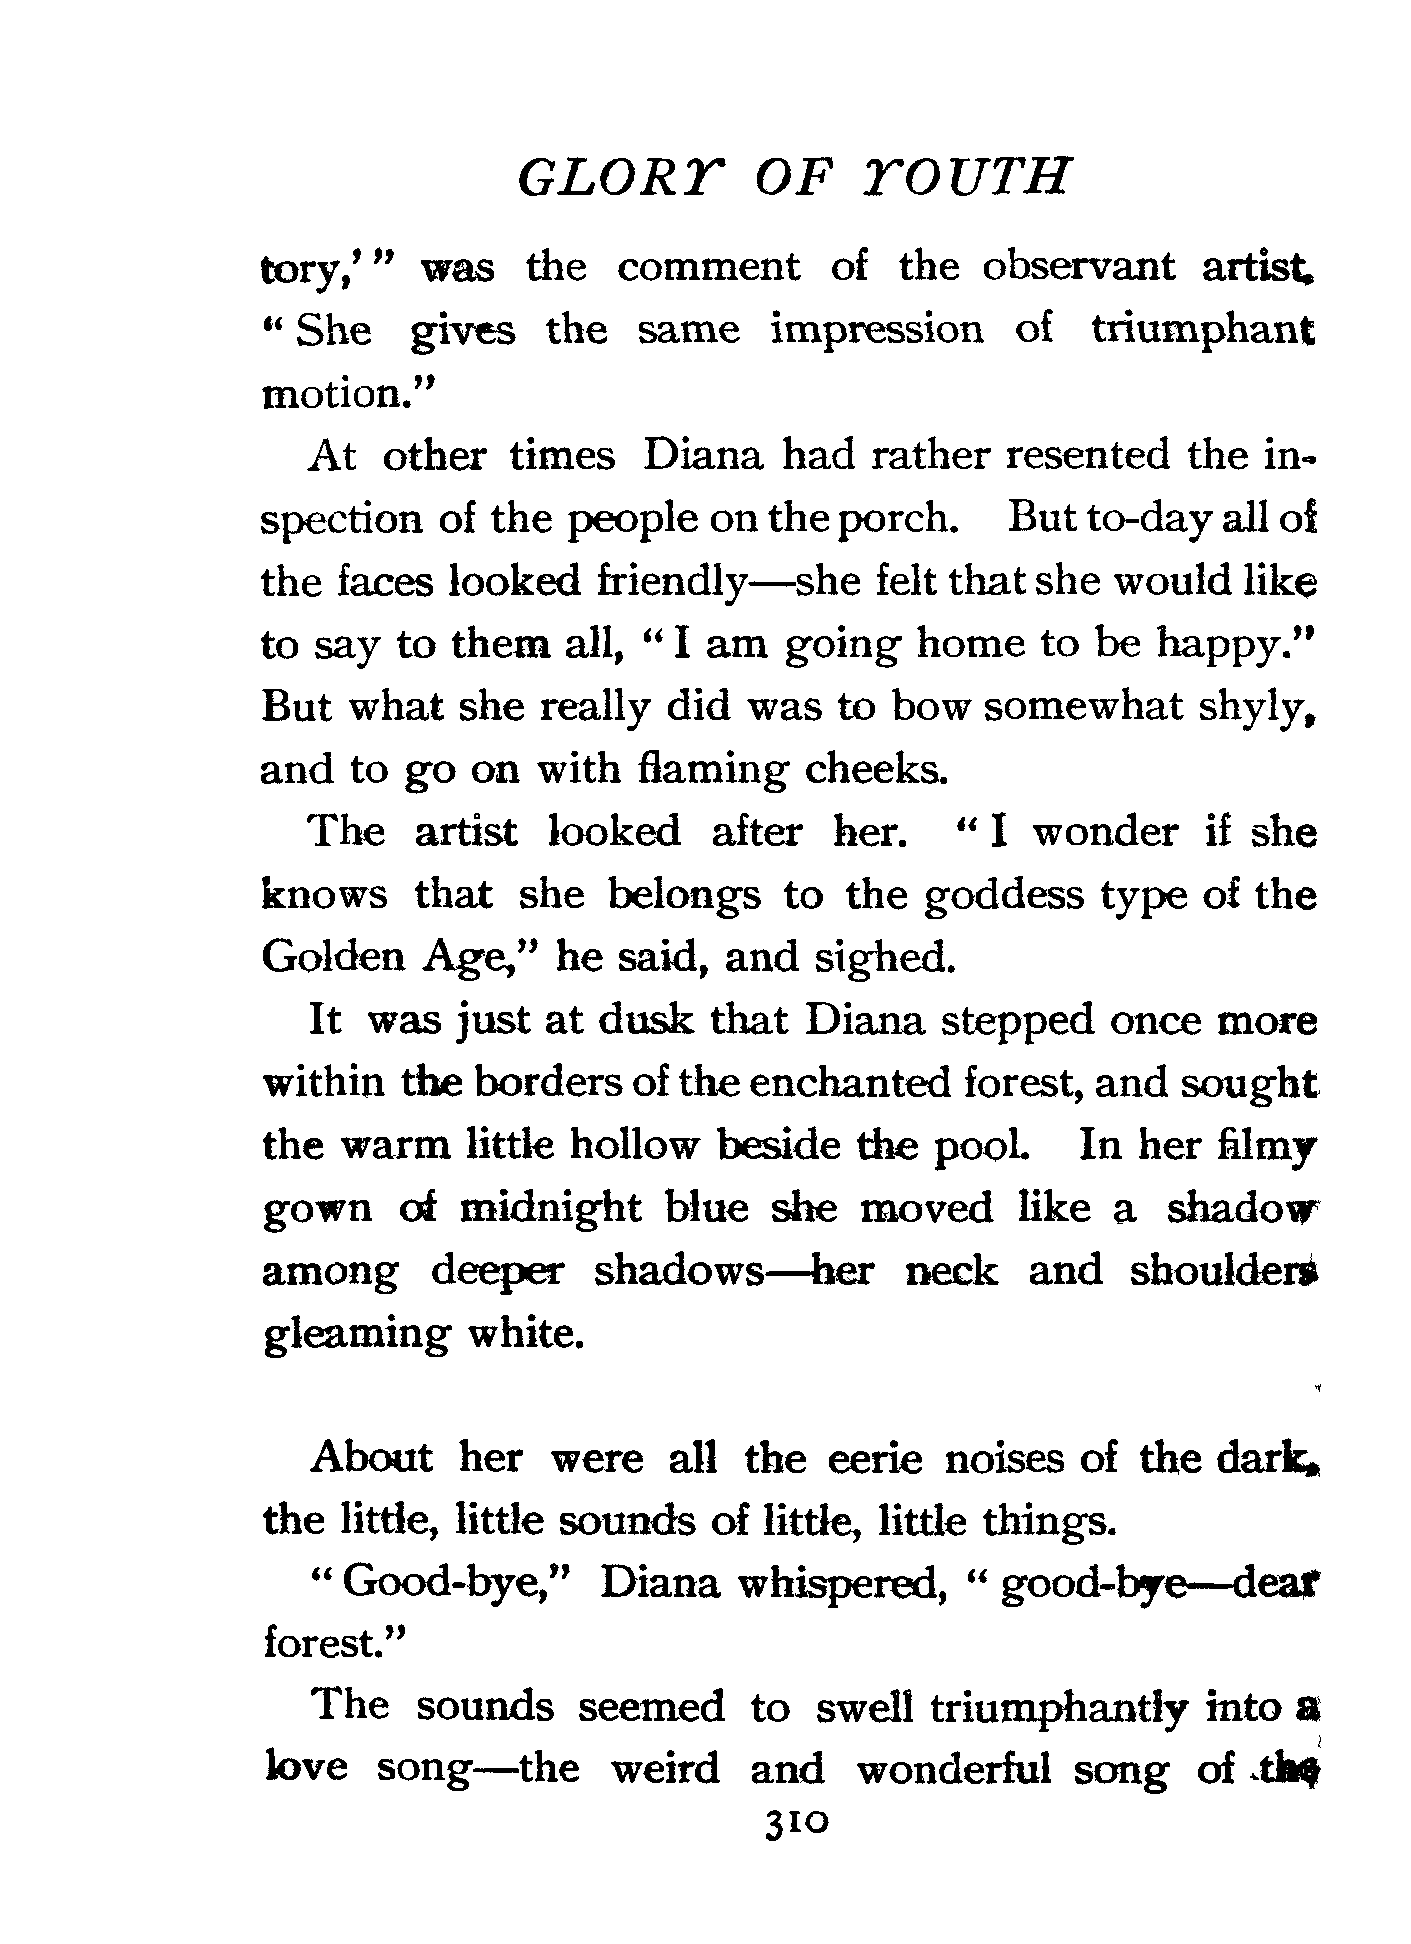 GLORY OF YOUTH
tory,' " was the comment of the observant artist.
" She gives the same impression of triumphant
motion."
At other times Diana had rather resented the in-
spection of the people on the porch. But to-day all of
the faces looked friendly—she felt that she would like
to say to them all, " I am going home to be happy."
But what she really did was to bow somewhat shyly,
and to go on with flaming cheeks.
The artist looked after her. " I wonder if she
knows that she belongs to the goddess type of the
Golden Age," he said, and sighed.
It was just at dusk that Diana stepped once more
within the borders of the enchanted forest, and sought
the warm little hollow beside the pool. In her filmy
gown of midnight blue she moved like a shadow
among deeper shadows—her neck and shoulders
gleaming white.
About her were all the eerie noises of the dark,
the little, little sounds of little, little things.
" Good-bye," Diana whispered, " good-bye—dear
forest."
The sounds seemed to swell triumphantly into a
love song—the weird and wonderful song of the
310